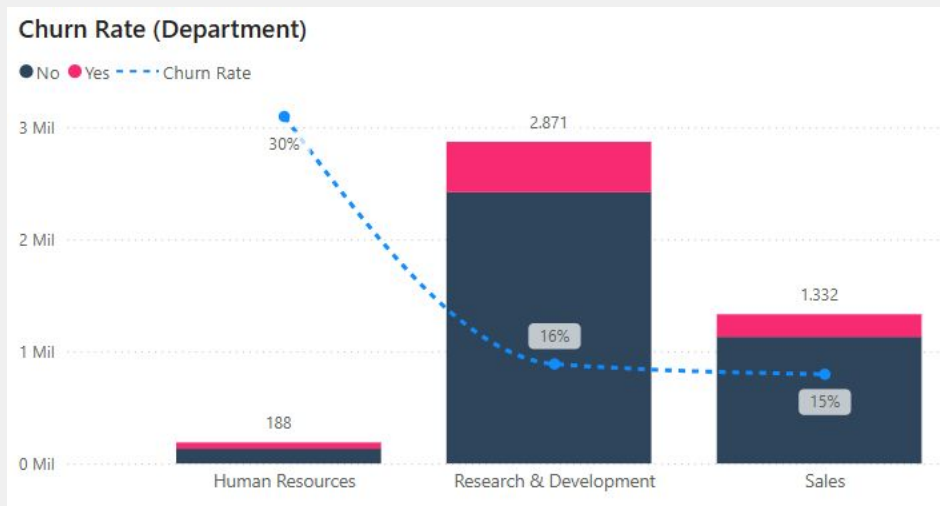 Churn Rate (Department)
No Yes Churn Rate
3 Mil
2 Mil
1 Mil
0 Mil
30%
2.871
16%
1.332
15%
188
Human Resources Research & Development Sales